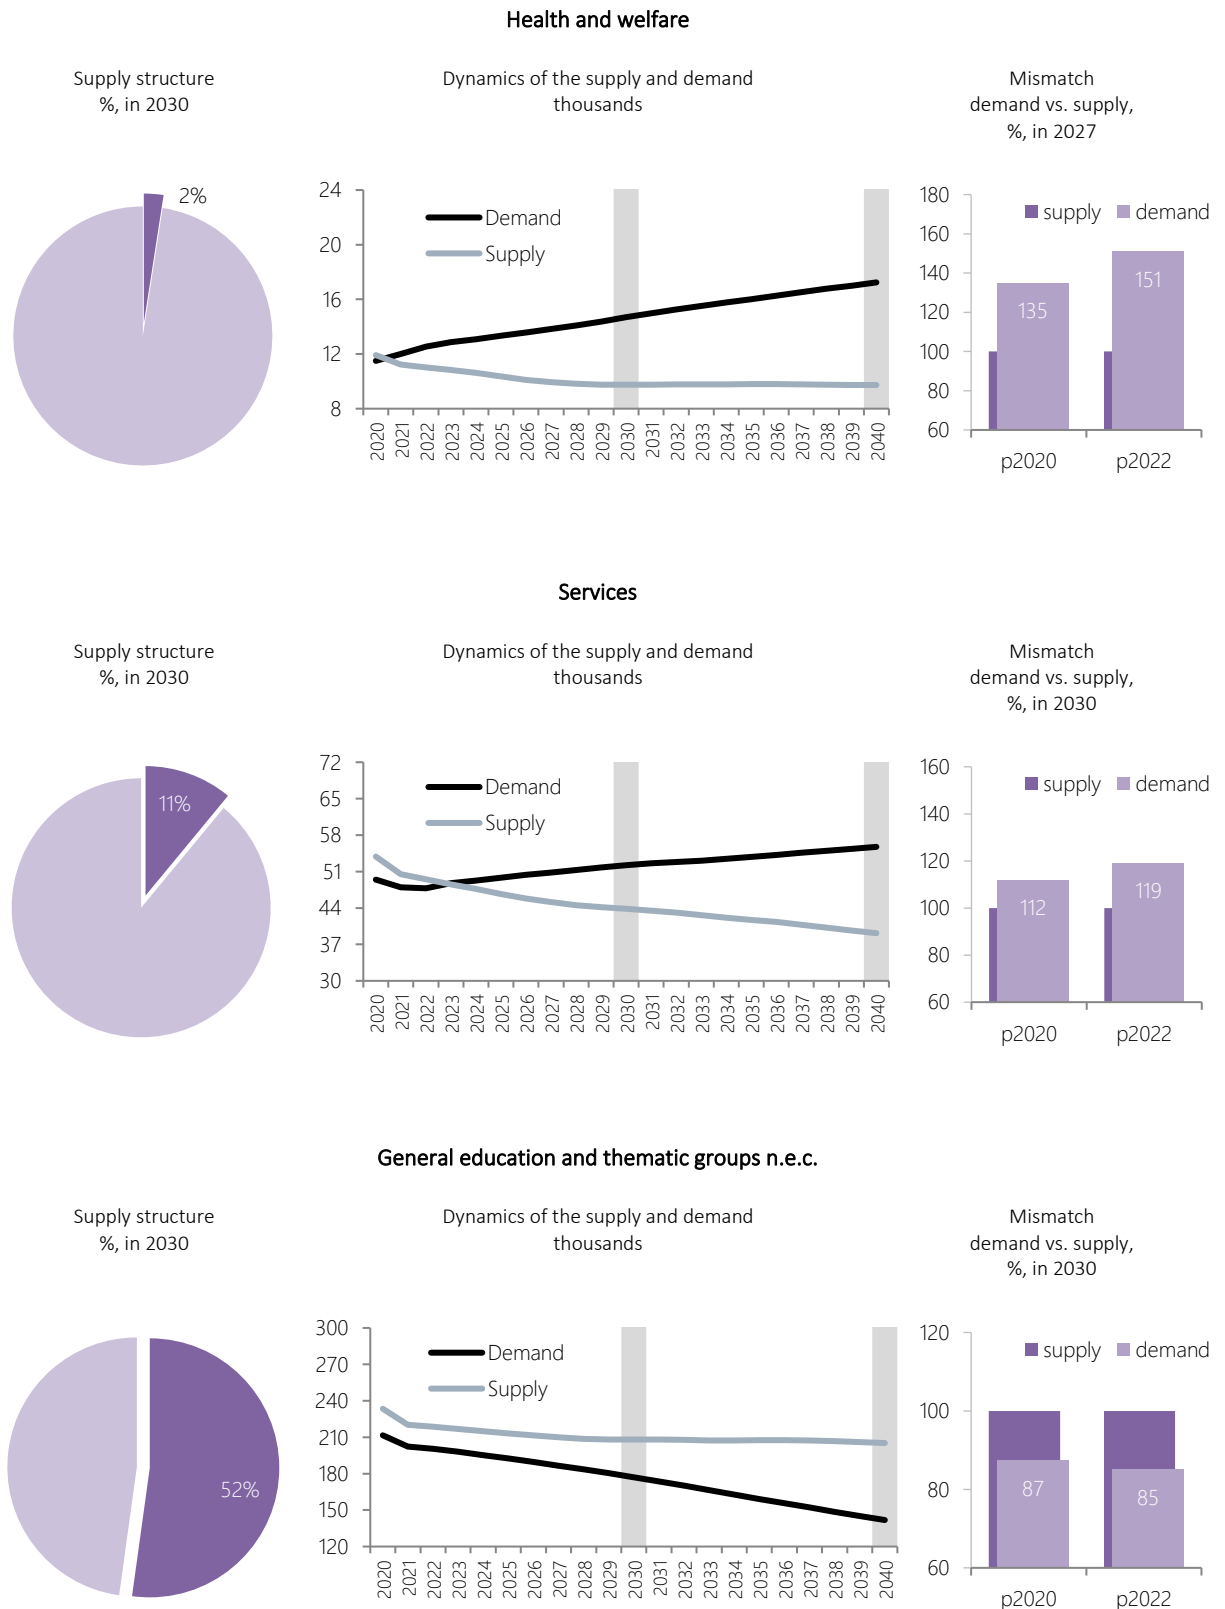 Health and welfare
Supply structure
%, in 2030
Dynamics of the supply and demand
thousands
Mismatch
demand vs. supply,
%, in 2027
2%
24
20
16
12
8
Demand
Supply
2020 2021 2022 2023 2024 2025 2026 2027 2028 2029 2030 2031 2032 2033 2034 2035 2036 2037 2038 2039 2040
180
160
140
120
100
80
60
supply demand
135
151
p2020 p2022
Services
Supply structure
%, in 2030
Dynamics of the supply and demand
thousands
Mismatch
demand vs. supply,
%, in 2030
11%
72
65
58
51
44
37
30
Demand
Supply
2020 2021 2022 2023 2024 2025 2026 2027 2028 2029 2030 2031 2032 2033 2034 2035 2036 2037 2038 2039 2040
160
140
120
100
80
60
supply demand
112
119
p2020 p2022
General education and thematic groups n.e.c.
Supply structure
%, in 2030
Dynamics of the supply and demand
thousands
Mismatch
demand vs. supply,
%, in 2030
52%
300
270
240
210
180
150
120
Demand
Supply
2020 2021 2022 2023 2024 2025 2026 2027 2028 2029 2030 2031 2032 2033 2034 2035 2036 2037 2038 2039 2040
120
100
80
60
supply demand
87
85
p2020 p2022